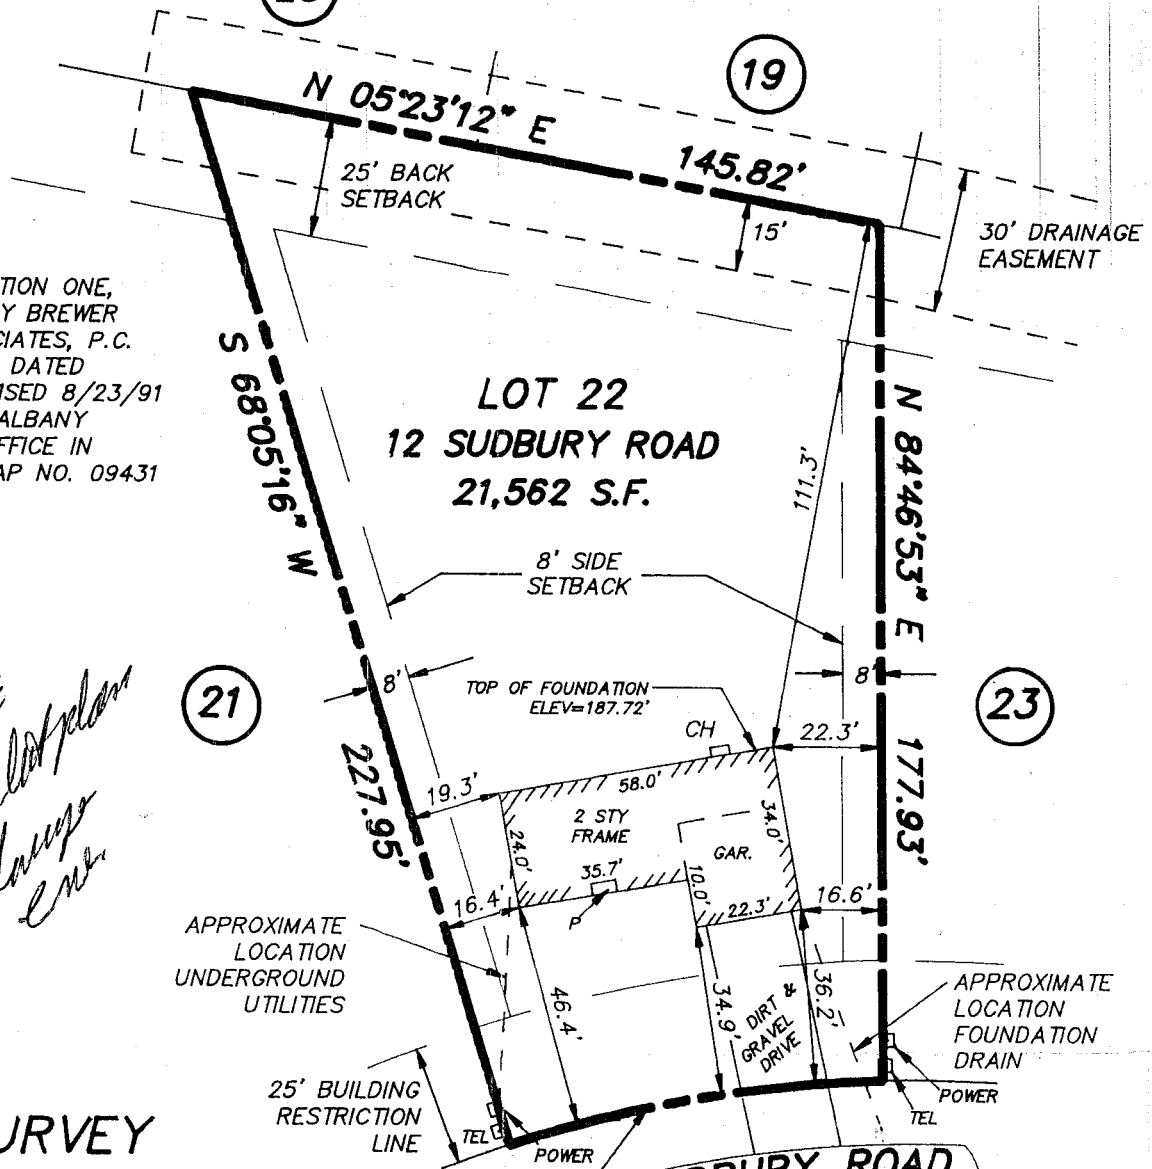 19
N 05°23'12" E
145.82'
25' BACK
SETBACK
15'
30' DRAINAGE
EASEMENT
TION ONE,
Y BREWER
CIATES, P.C.
DATED
ISED 8/23/91
ALBANY
FFICE IN
AP NO. 09431
S 68°05'16" W
LOT 22
12 SUDBURY ROAD
21,562 S.F.
111.3'
N 84°46'53" E
8' SIDE
SETBACK
8'
8'
21
23
TOP OF FOUNDATION
ELEV=187.72'
CH
22.3'
177.93'
227.95'
19.3'
58.0'
2 STY
FRAME
24.0'
34.0'
GAR.
35.7'
10.0'
22.3'
16.4'
16.6'
P
lot plan
APPROXIMATE
LOCATION
UNDERGROUND
UTILITIES
46.4'
34.9'
DIRT &
GRAVEL
DRIVE
36.2'
APPROXIMATE
LOCATION
FOUNDATION
DRAIN
25' BUILDING
RESTRICTION
LINE
TEL
POWER
POWER
TEL
URVEY
DBURY ROAD